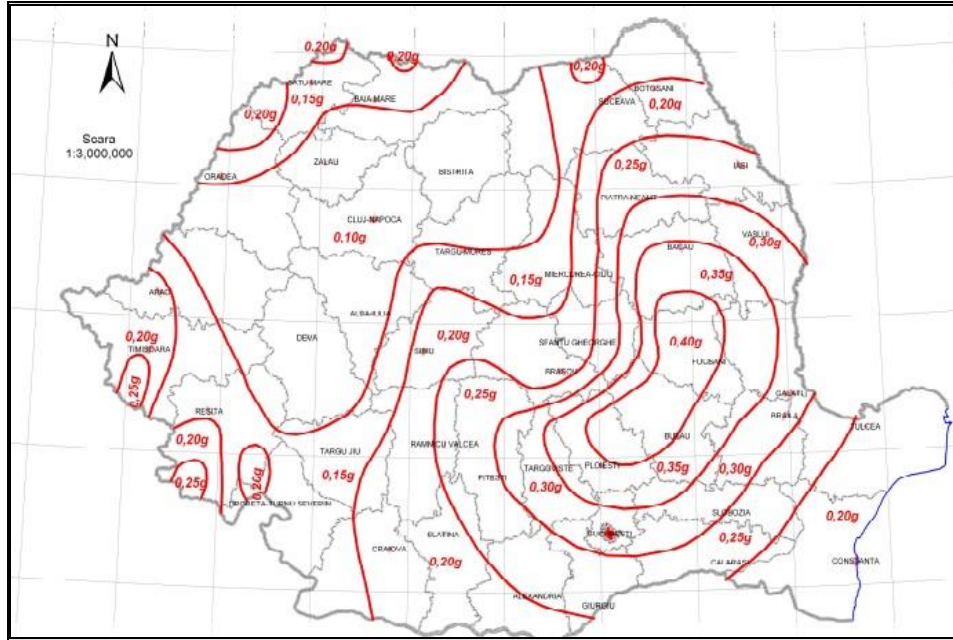 0,20g
N
0,20g
0,20g
SATU-MARE
0,15g
BAIA-MARE
0,20g
SUCEAVA
BOTOSANI
0,20g
Scara
1:3,000,000
ZALAU
BISTRITA
0,25g
IASI
ORADEA
PIATRA-NEAMT
CLUJ-NAPOCA
0,10g
TARGU-MURES
VASLUI
0,30g
BACAU
0,15g
MIERCUREA-CIUC
0,35g
ARAD
ALBA-IULIA
DEVA
0,20g
TIMISOARA
0,20g
SIBIU
SFANTU GHEORGHE
0,40g
FOCSANI
BRASOV
0,25g
0,25g
RESITA
GALATI
BRAILA
TULCEA
0,20g
RAMNICU VALCEA
BUZAU
TARGU JIU
0,15g
PITESTI
TARGOVISTE
PLOIESTI
0,35g
0,30g
0,25g
0,20g
0,30g
DROBETA-TURNU SEVERIN
SLOBOZIA
0,20g
BUCURESTI
0,25g
CRAIOVA
SLATINA
0,20g
CALARASI
CONSTANTA
ALEXANDRIA
GIURGIU